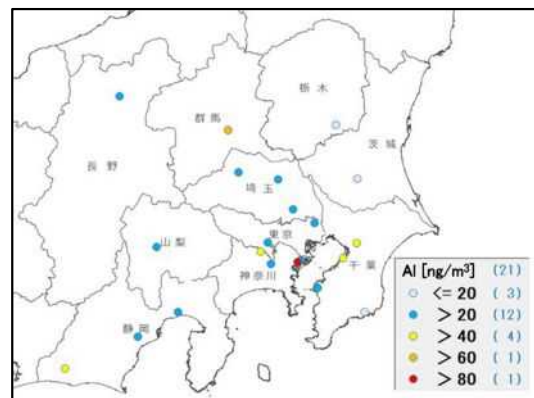 栃木
群馬
茨城
長野
埼玉
東京
山梨
千葉
神奈川
静岡
Al [ng/m³] (21)
<= 20 ( 3)
> 20 (12)
> 40 ( 4)
> 60 ( 1)
> 80 ( 1)